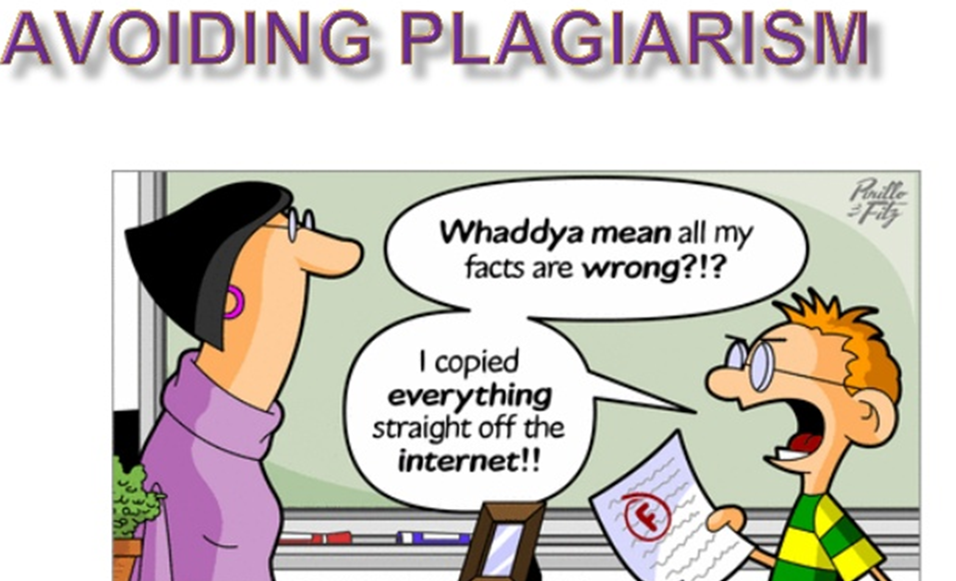 AVOIDING PLAGIARISM
Pirillo
& Fitz
Whaddya mean all my
facts are wrong?!?
I copied
everything
straight off the
internet!!
F